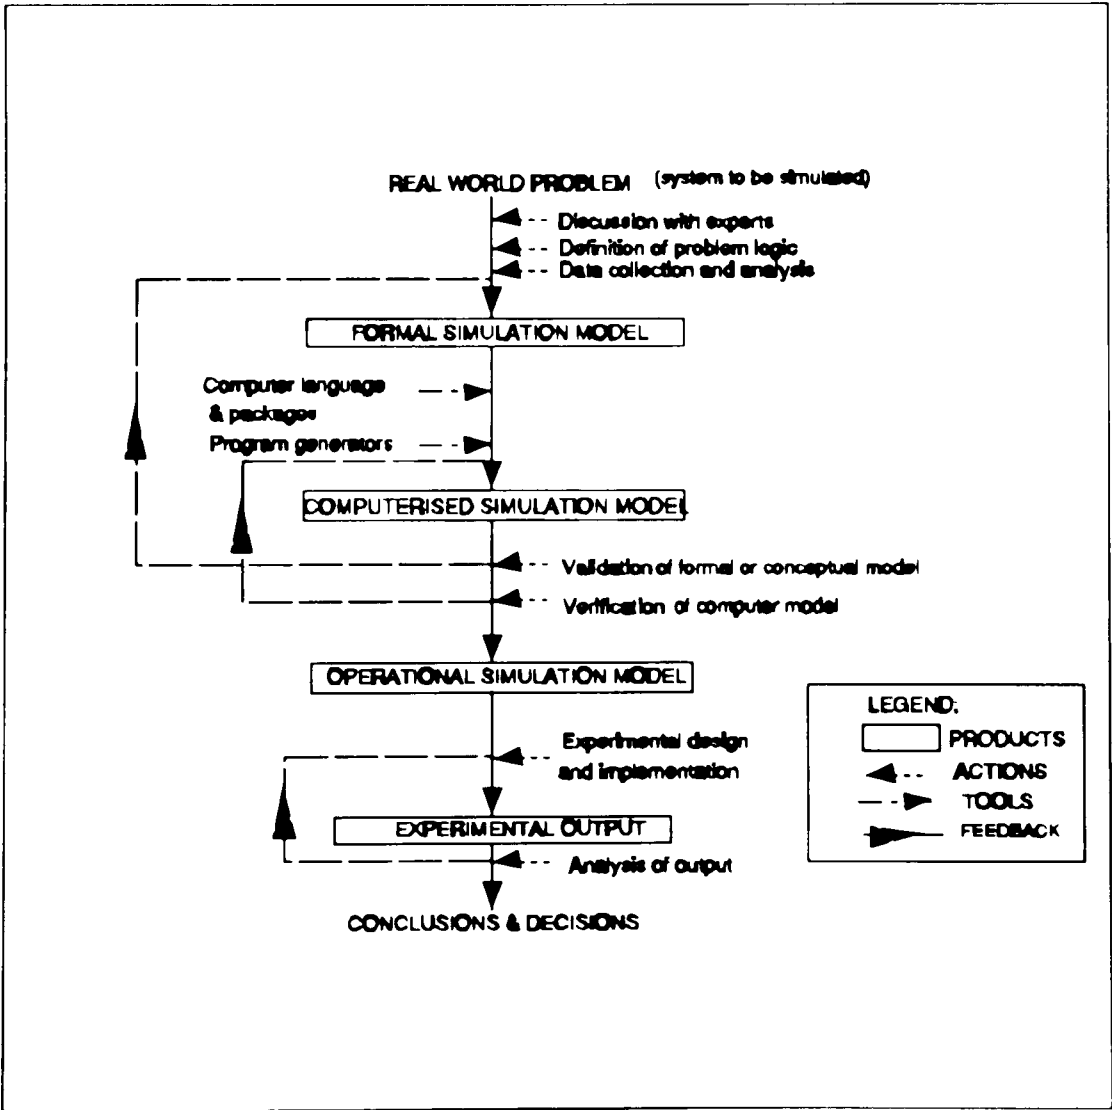 REAL WORLD PROBLEM (system to be simulated)
Discussion with experts
Definition of problem logic
Data collection and analysis
FORMAL SIMULATION MODEL
Computer language
& packages
Program generators
COMPUTERISED SIMULATION MODEL
Validation of formal or conceptual model
Verification of computer model
OPERATIONAL SIMULATION MODEL
Experimental design
and implementation
EXPERIMENTAL OUTPUT
Analysis of output
CONCLUSIONS & DECISIONS
LEGEND:
PRODUCTS
ACTIONS
TOOLS
FEEDBACK